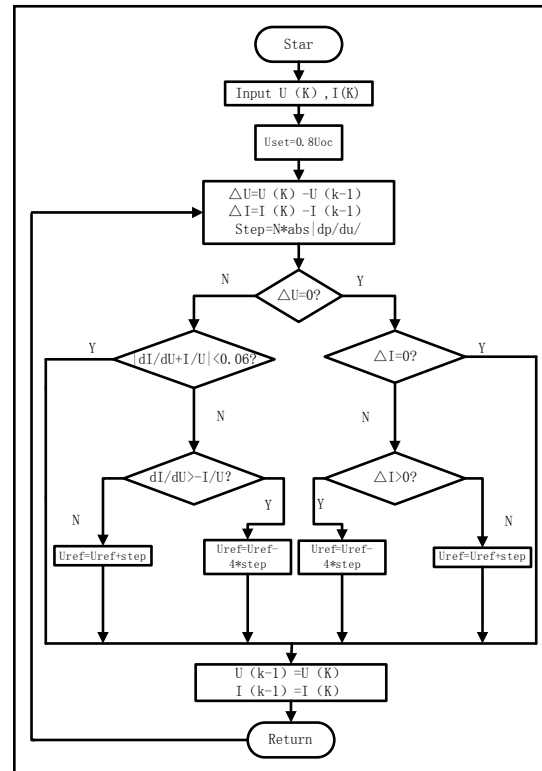 Star
Input U (K) ,I(K)
Uset=0.8Uoc
△U=U (K) -U (k-1)
△I=I (K) -I (k-1)
Step=N*abs|dp/du/
N
△U=0?
Y
Y
|dI/dU+I/U|<0.06?
△I=0?
Y
N
N
dI/dU>-I/U?
△I>0?
N
Y
Y
N
Uref=Uref+step
Uref=Uref-
4*step
Uref=Uref-
4*step
Uref=Uref+step
U (k-1) =U (K)
I (k-1) =I (K)
Return